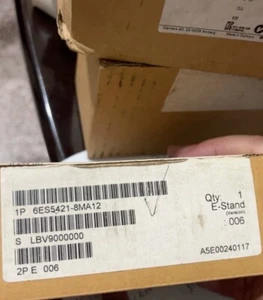 1P 6ES5421-8MA12
Qty: 1
E-Stand
(Version)
: 006
S LBV9000000
2P E 006
A5E00240117